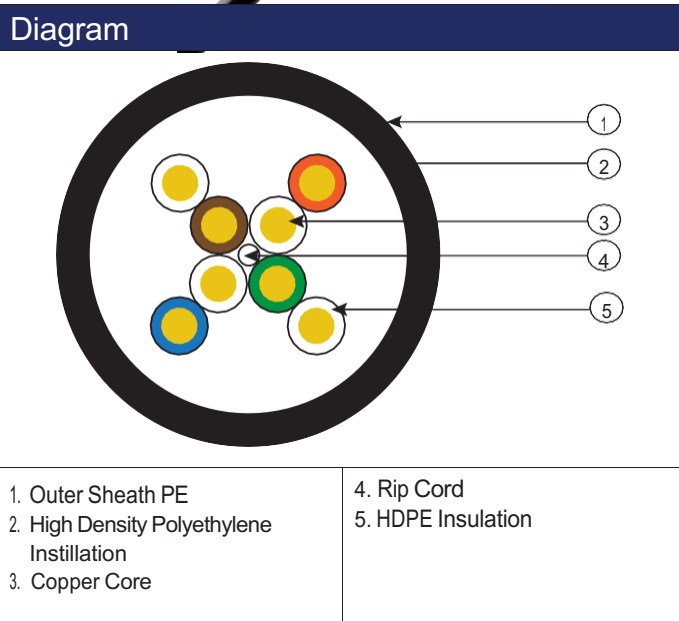 Diagram
1
2
3
4
5
1. Outer Sheath PE
2. High Density Polyethylene
Instillation
3. Copper Core
4. Rip Cord
5. HDPE Insulation